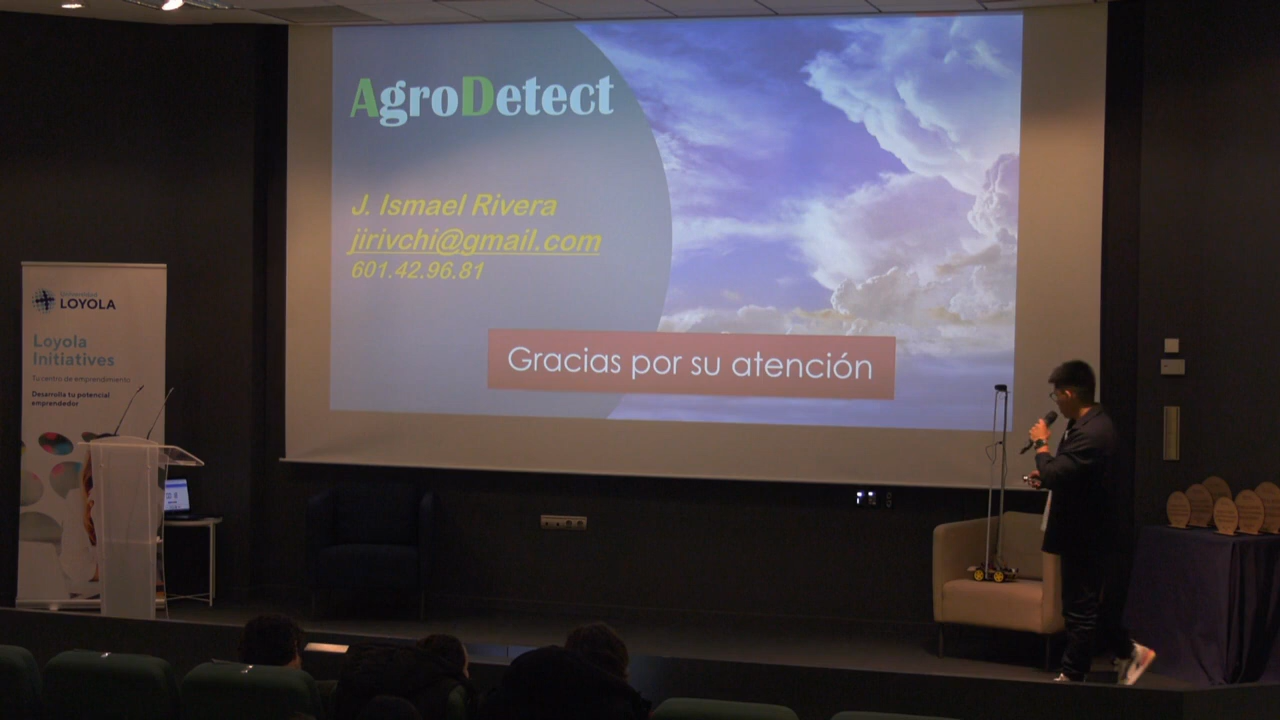 AgroDetect
J. Ismael Rivera
jirivchi@gmail.com
601.42.96.81
Gracias por su atención
LOYOLA
Loyola
Initiatives
Tu centro de emprendimiento
Desarrolla tu potencial
emprendedor